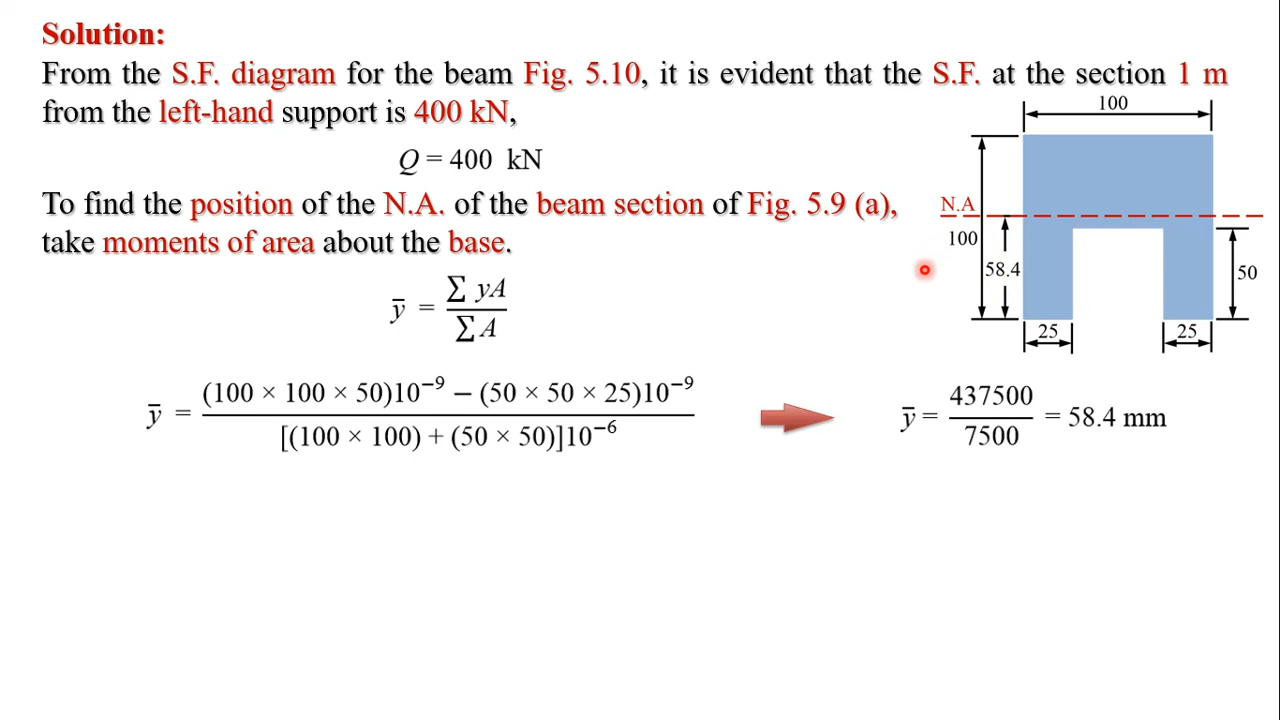 Solution:
From the S.F. diagram for the beam Fig. 5.10, it is evident that the S.F. at the section 1 m
from the left-hand support is 400 kN,
Q = 400 kN
To find the position of the N.A. of the beam section of Fig. 5.9 (a),
take moments of area about the base.
ȳ = ∑ yA / ∑ A
ȳ = (100 × 100 × 50)10⁻⁹ − (50 × 50 × 25)10⁻⁹ / [(100 × 100) + (50 × 50)]10⁻⁶
ȳ = 437500 / 7500 = 58.4 mm
100
N.A
100
58.4
50
25
25